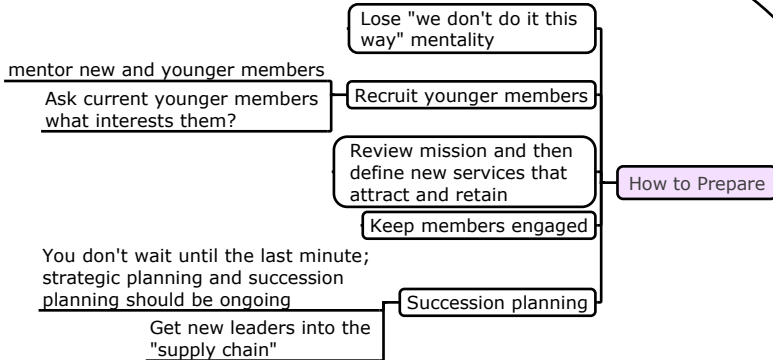 Lose "we don't do it this
way" mentality
mentor new and younger members
Ask current younger members
what interests them?
Recruit younger members
Review mission and then
define new services that
attract and retain
How to Prepare
Keep members engaged
You don't wait until the last minute;
strategic planning and succession
planning should be ongoing
Succession planning
Get new leaders into the
"supply chain"